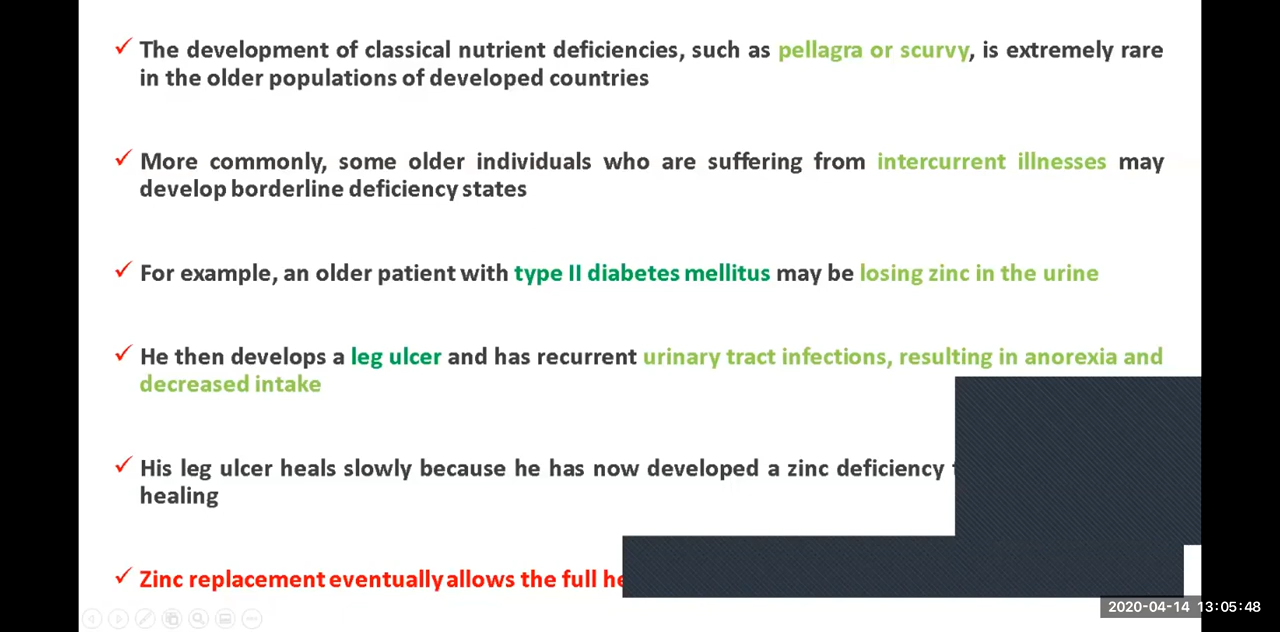 The development of classical nutrient deficiencies, such as pellagra or scurvy, is extremely rare
in the older populations of developed countries
More commonly, some older individuals who are suffering from intercurrent illnesses may
develop borderline deficiency states
For example, an older patient with type II diabetes mellitus may be losing zinc in the urine
He then develops a leg ulcer and has recurrent urinary tract infections, resulting in anorexia and
decreased intake
His leg ulcer heals slowly because he has now developed a zinc deficiency
healing
Zinc replacement eventually allows the full
2020-04-14 13:05:48